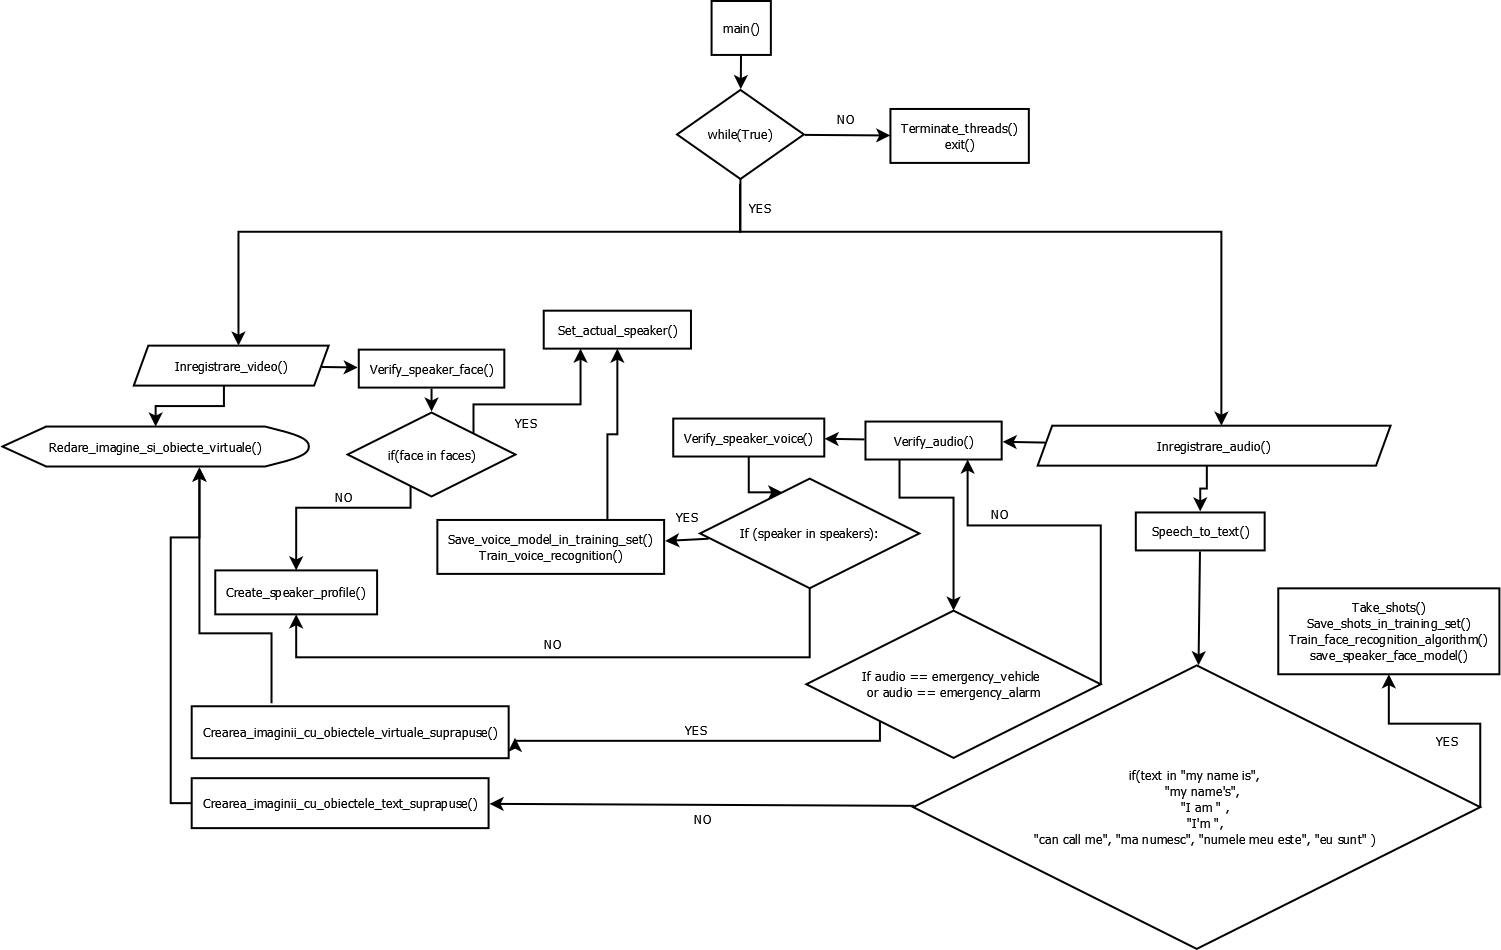 main()
while(True)
NO
Terminate_threads()
exit()
YES
Set_actual_speaker()
Inregistrare_video()
Verify_speaker_face()
YES
Redare_imagine_si_obiecte_virtuale()
if(face in faces)
NO
Verify_speaker_voice()
Verify_audio()
Inregistrare_audio()
YES
Save_voice_model_in_training_set()
Train_voice_recognition()
If (speaker in speakers):
NO
Speech_to_text()
Create_speaker_profile()
NO
Take_shots()
Save_shots_in_training_set()
Train_face_recognition_algorithm()
save_speaker_face_model()
If audio == emergency_vehicle
or audio == emergency_alarm
Crearea_imaginii_cu_obiectele_virtuale_suprapuse()
YES
YES
Crearea_imaginii_cu_obiectele_text_suprapuse()
NO
if(text in "my name is",
"my name's",
"I am " ,
"I'm ",
"can call me", "ma numesc", "numele meu este", "eu sunt" )